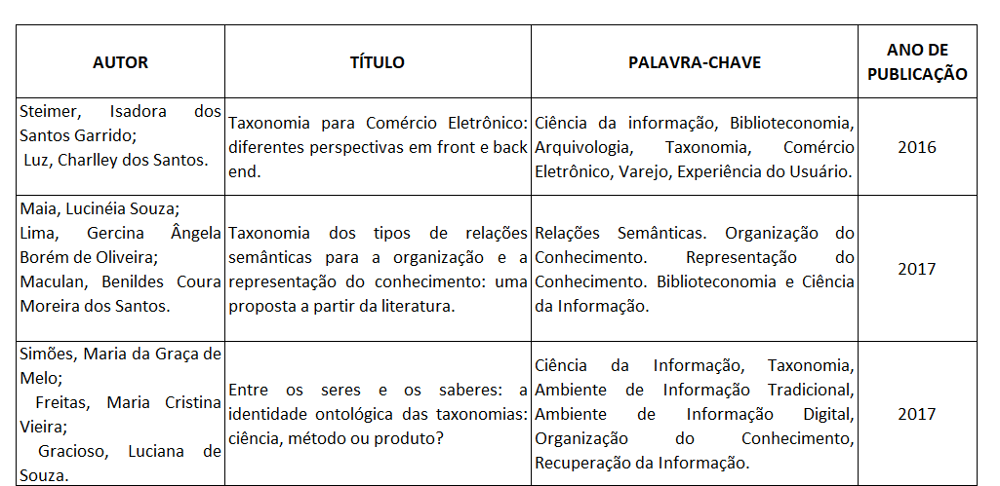 AUTOR
TÍTULO
PALAVRA-CHAVE
ANO DE
PUBLICAÇÃO
Steimer, Isadora dos
Santos Garrido;
Luz, Charlley dos Santos.
Taxonomia para Comércio Eletrônico:
diferentes perspectivas em front e back
end.
Ciência da informação, Biblioteconomia,
Arquivologia, Taxonomia, Comércio
Eletrônico, Varejo, Experiência do Usuário.
2016
Maia, Lucinéia Souza;
Lima, Gercina Ângela
Borém de Oliveira;
Maculan, Benildes Coura
Moreira dos Santos.
Taxonomia dos tipos de relações
semânticas para a organização e a
representação do conhecimento: uma
proposta a partir da literatura.
Relações Semânticas. Organização do
Conhecimento. Representação do
Conhecimento. Biblioteconomia e Ciência
da Informação.
2017
Simões, Maria da Graça de
Melo;
Freitas, Maria Cristina
Vieira;
Gracioso, Luciana de
Souza.
Entre os seres e os saberes: a
identidade ontológica das taxonomias:
ciência, método ou produto?
Ciência da Informação, Taxonomia,
Ambiente de Informação Tradicional,
Ambiente de Informação Digital,
Organização do Conhecimento,
Recuperação da Informação.
2017